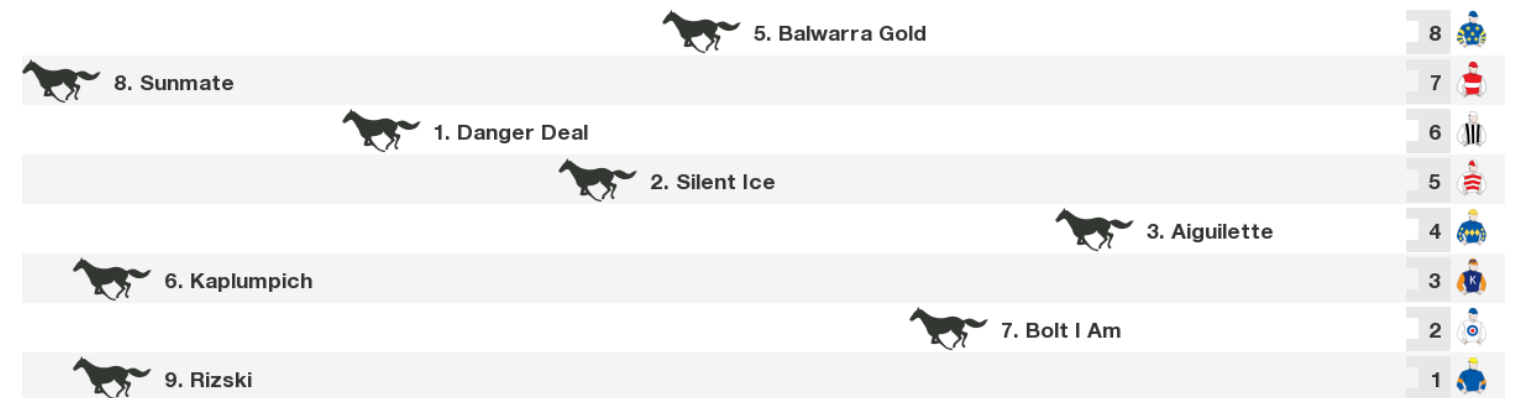 5. Balwarra Gold 8
8. Sunmate 7
1. Danger Deal 6
2. Silent Ice 5
3. Aiguilette 4
6. Kaplumpich 3 K
7. Bolt I Am 2
9. Rizski 1